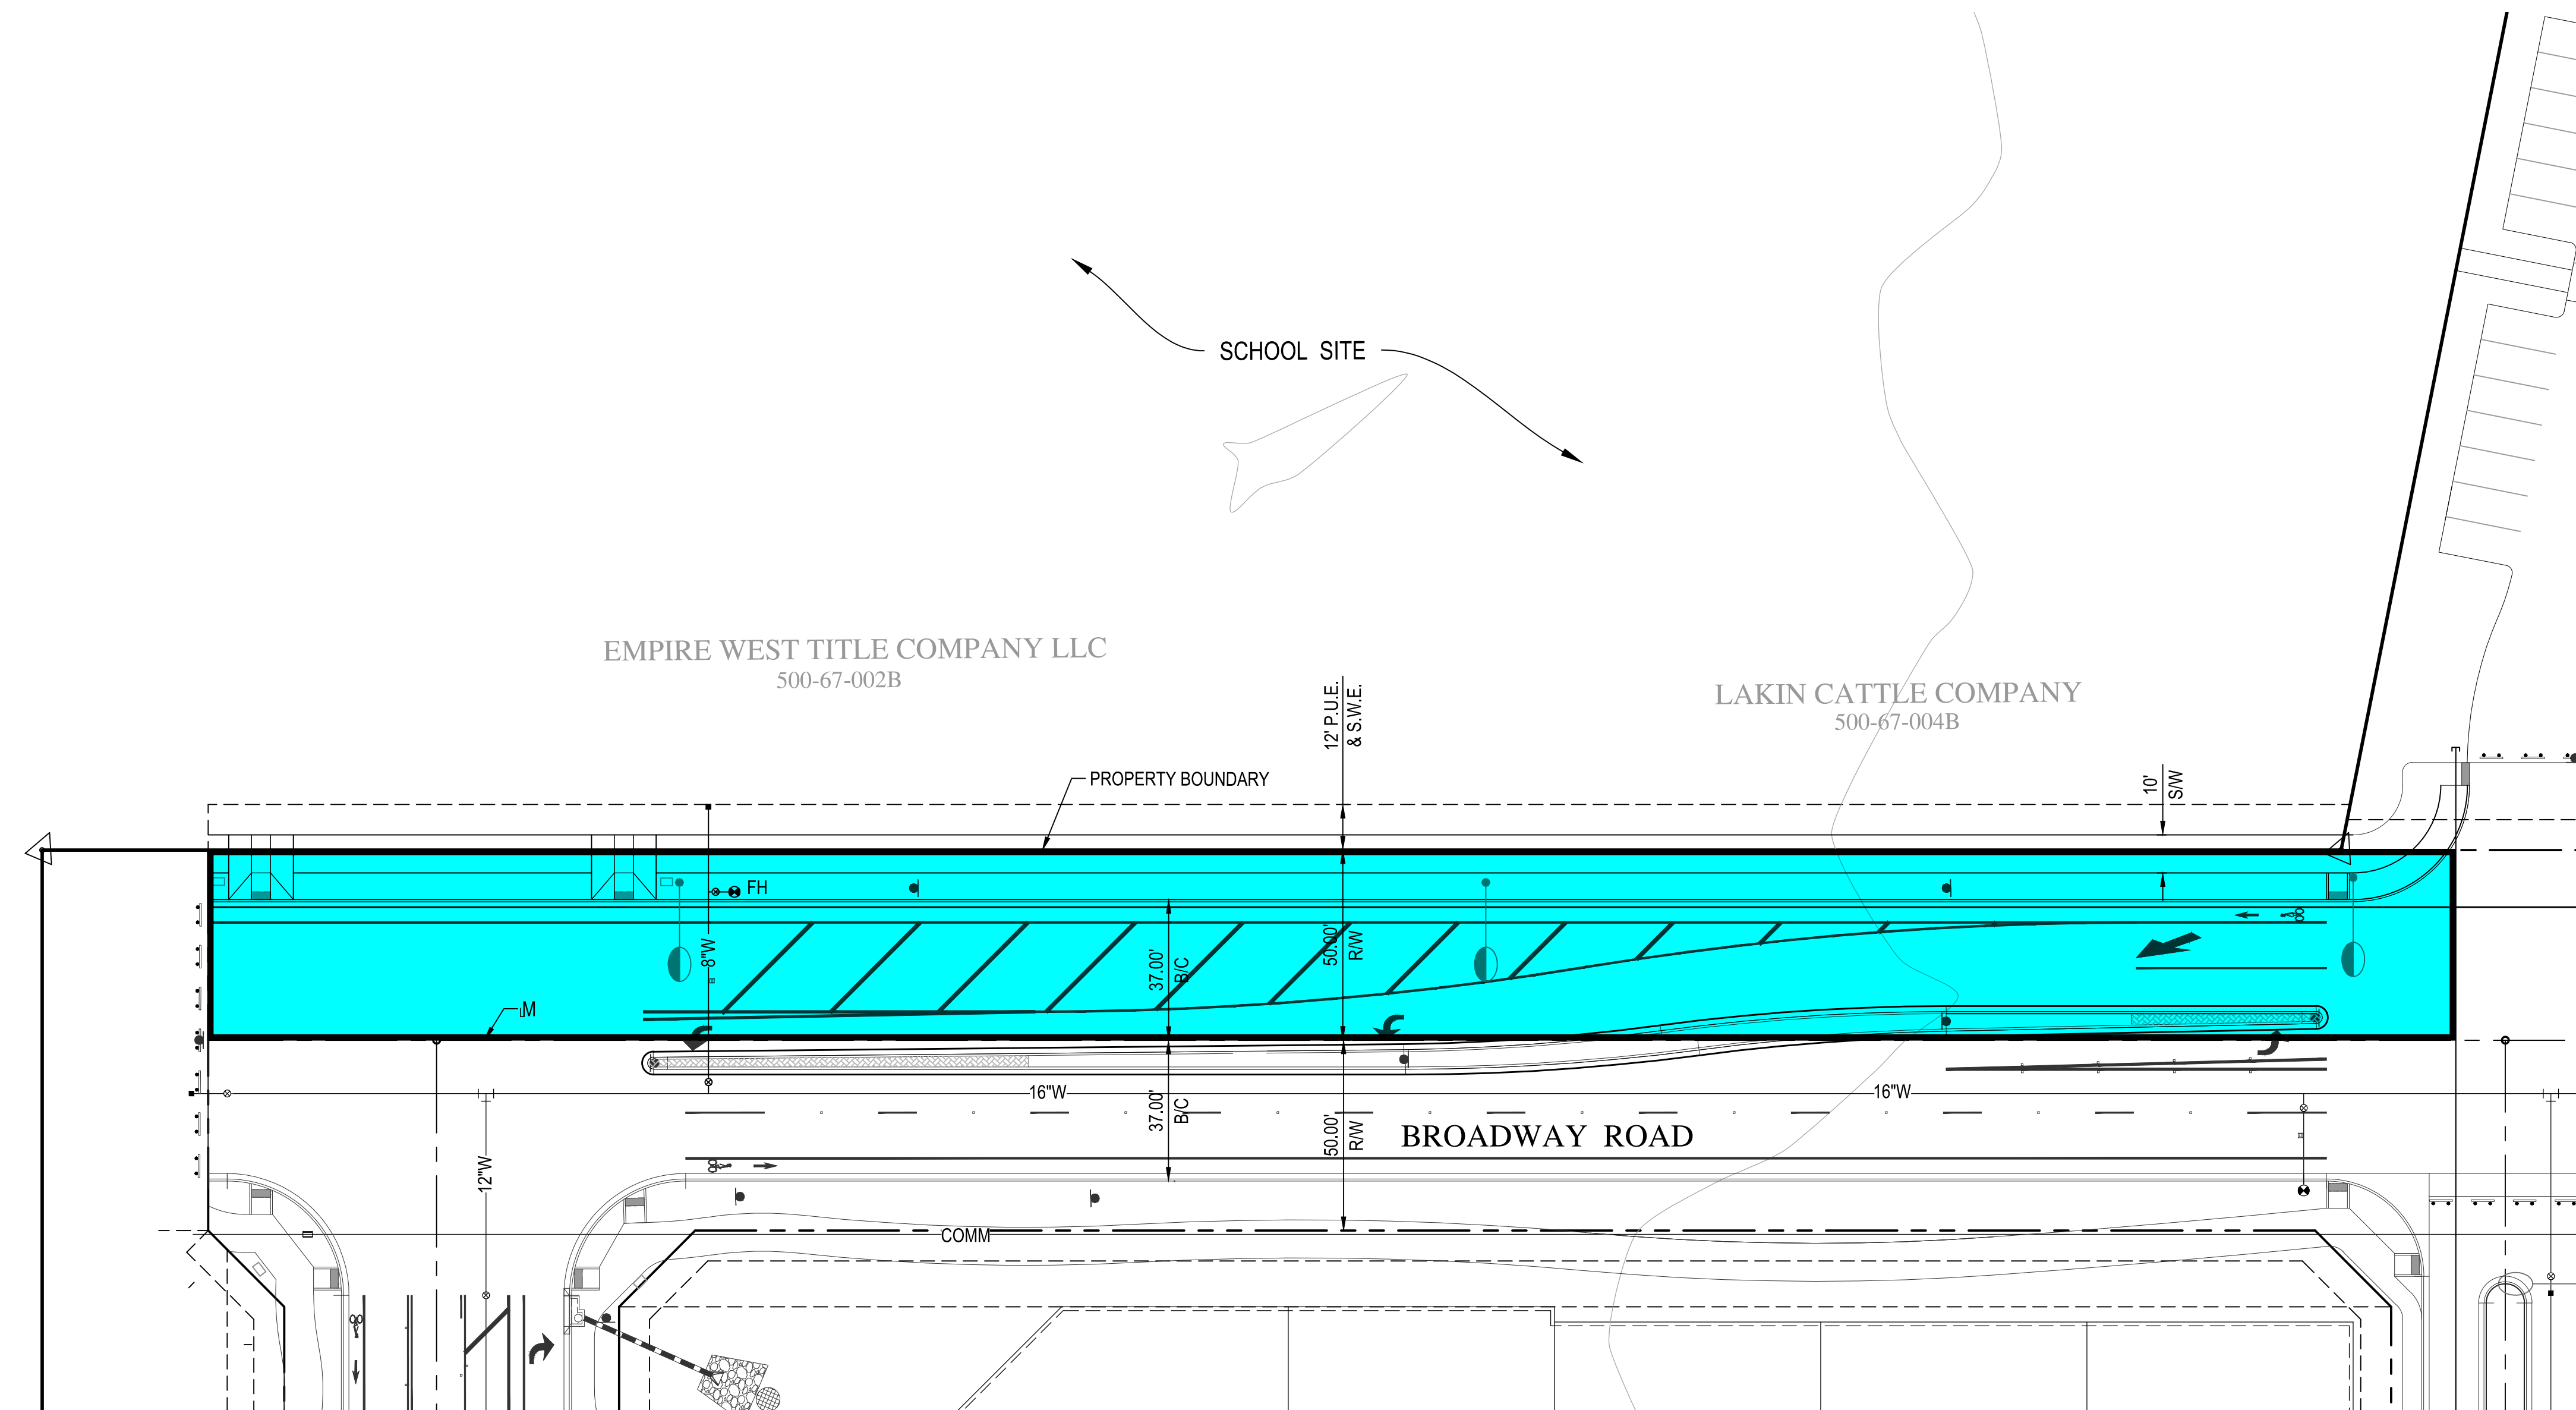 SCHOOL SITE
EMPIRE WEST TITLE COMPANY LLC
500-67-002B
LAKIN CATTLE COMPANY
500-67-004B
12' P.U.E.
& S.W.E.
PROPERTY BOUNDARY
10'
S/W
FH
8"W
37.00'
B/C
50.00'
R/W
M
16"W
16"W
37.00'
B/C
50.00'
R/W
BROADWAY ROAD
12"W
COMM